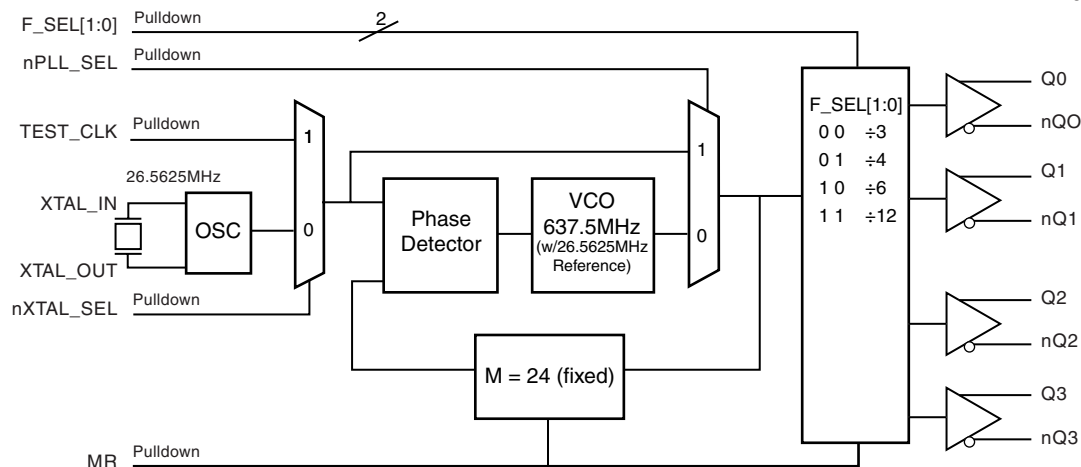 F_SEL[1:0] Pulldown 2
nPLL_SEL Pulldown
TEST_CLK Pulldown
26.5625MHz
XTAL_IN
OSC
XTAL_OUT
nXTAL_SEL Pulldown
1
0
Phase
Detector
VCO
637.5MHz
(w/26.5625MHz
Reference)
1
0
M = 24 (fixed)
MR Pulldown
F_SEL[1:0]
0 0 ÷3
0 1 ÷4
1 0 ÷6
1 1 ÷12
Q0
nQO
Q1
nQ1
Q2
nQ2
Q3
nQ3